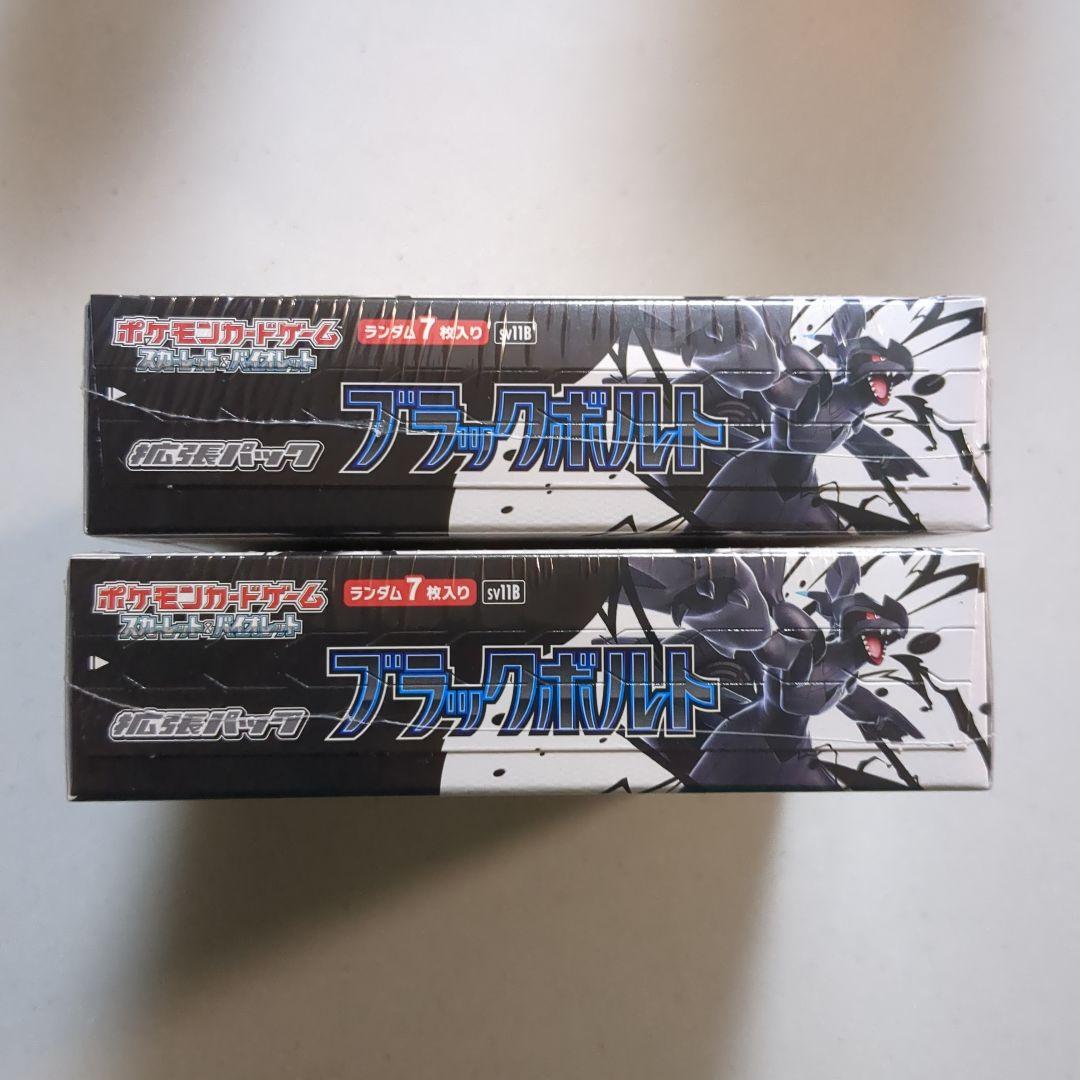 ポケモンカードゲーム
スカーレット&バイオレット
ランダム7枚入り
sv11B
ブラックボルト
拡張パック
ポケモンカードゲーム
スカーレット&バイオレット
ランダム7枚入り
sv11B
ブラックボルト
拡張パック